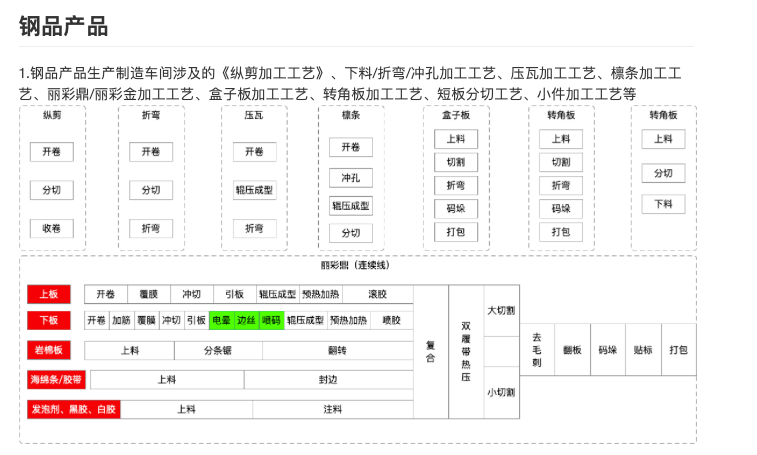 钢品产品
1.钢品产品生产制造车间涉及的《纵剪加工工艺》、下料/折弯/冲孔加工工艺、压瓦加工工艺、檩条加工工
艺、丽彩鼎/丽彩金加工工艺、盒子板加工工艺、转角板加工工艺、短板分切工艺、小件加工工艺等
纵剪
开卷
分切
收卷
折弯
开卷
分切
折弯
压瓦
开卷
辊压成型
折弯
檩条
开卷
冲孔
辊压成型
分切
盒子板
上料
切割
折弯
码垛
打包
转角板
上料
切割
折弯
码垛
打包
转角板
上料
分切
下料
丽彩鼎（连续线）
上板 开卷 覆膜 冲切 引板 辊压成型 预热加热 滚胶
下板 开卷 加筋 覆膜 冲切 引板 电晕 边丝 喷码 辊压成型 预热加热 喷胶
岩棉板 上料 分条锯 翻转
海绵条/胶带 上料 封边
发泡剂、黑胶、白胶 上料 注料
复合
双履带热压
大切割
小切割
去毛刺
翻板
码垛
贴标
打包